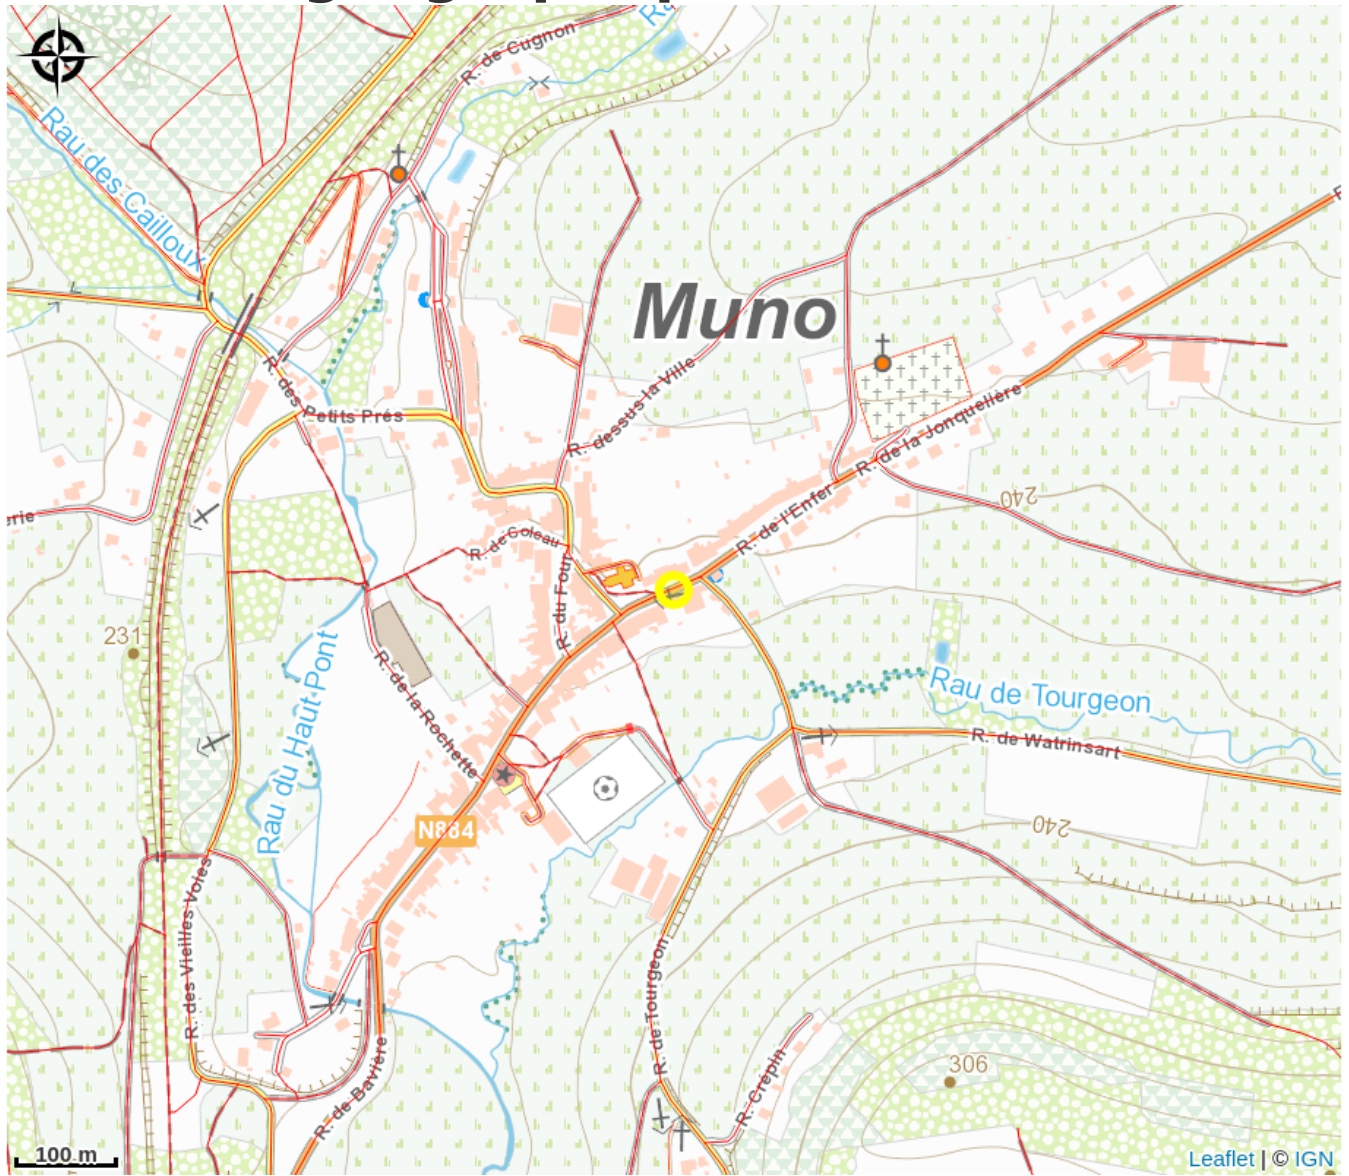 R. de Cugnon
Rau des Cailloux
Muno
R. des Petits Prés
R. dessus la Ville
R. de la Jonquelière
erie
R. de l'Enfer
240
R. de Goleau
R. du Four
231
R. de la Rochette
Rau du Haut-Pont
Rau de Tourgeon
R. de Watrinsart
N884
240
R. des Vieilles Voies
R. de Tourgeon
R. de Bavière
R. Crépin
306
100 m
Leaflet | © IGN